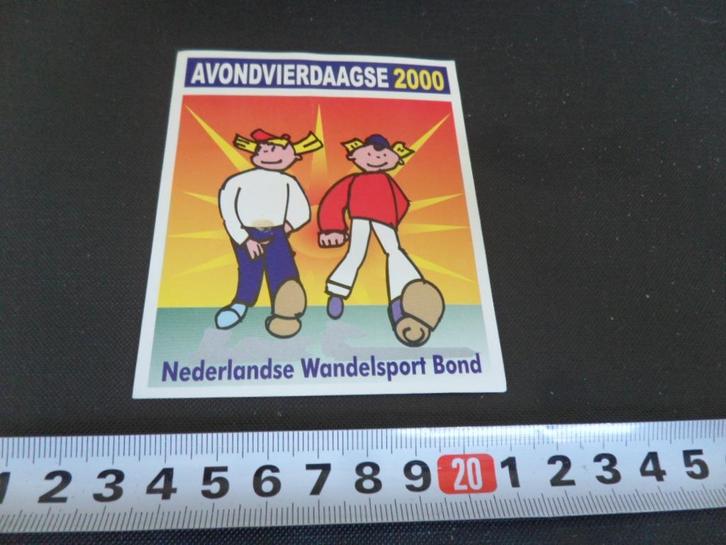 AVONDVIERDAAGSE 2000
Nederlandse Wandelsport Bond
1 2 3 4 5 6 7 8 9 20 1 2 3 4 5